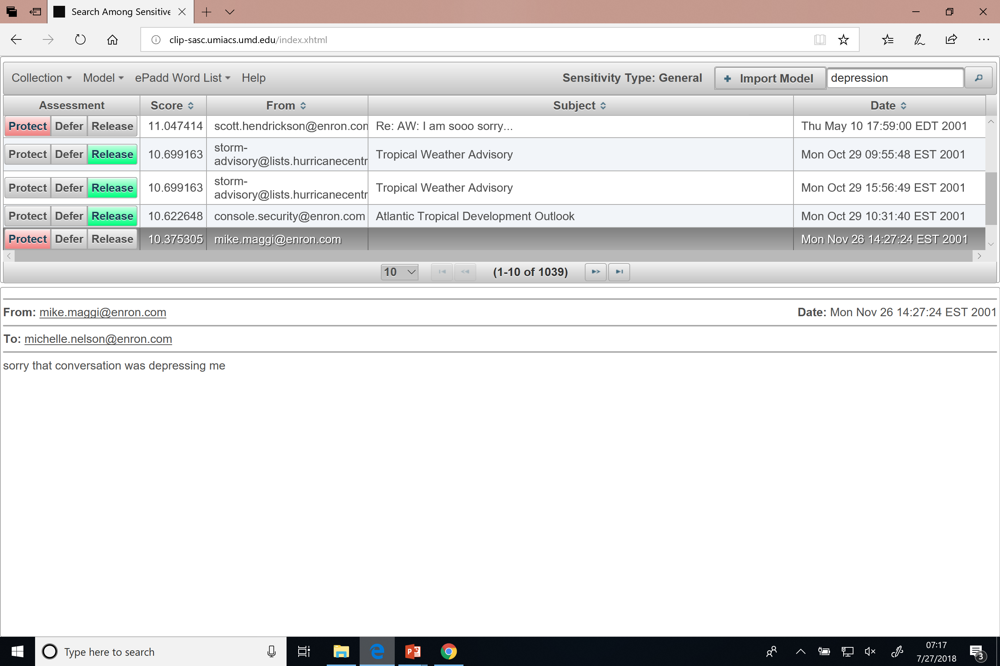 Search Among Sensitive
clip-sasc.umiacs.umd.edu/index.xhtml
Collection Model ePadd Word List Help Sensitivity Type: General Import Model depression
Assessment Score From Subject Date
Protect Defer Release 11.047414 scott.hendrickson@enron.con Re: AW: I am sooo sorry... Thu May 10 17:59:00 EDT 2001
Protect Defer Release 10.699163 storm-
advisory@lists.hurricanecentr Tropical Weather Advisory Mon Oct 29 09:55:48 EST 2001
Protect Defer Release 10.699163 storm-
advisory@lists.hurricanecentr Tropical Weather Advisory Mon Oct 29 15:56:49 EST 2001
Protect Defer Release 10.622648 console.security@enron.com Atlantic Tropical Development Outlook Mon Oct 29 10:31:40 EST 2001
Protect Defer Release 10.375305 mike.maggi@enron.com Mon Nov 26 14:27:24 EST 2001
10 (1-10 of 1039)
From: mike.maggi@enron.com Date: Mon Nov 26 14:27:24 EST 2001
To: michelle.nelson@enron.com
sorry that conversation was depressing me
Type here to search
07:17
7/27/2018
3